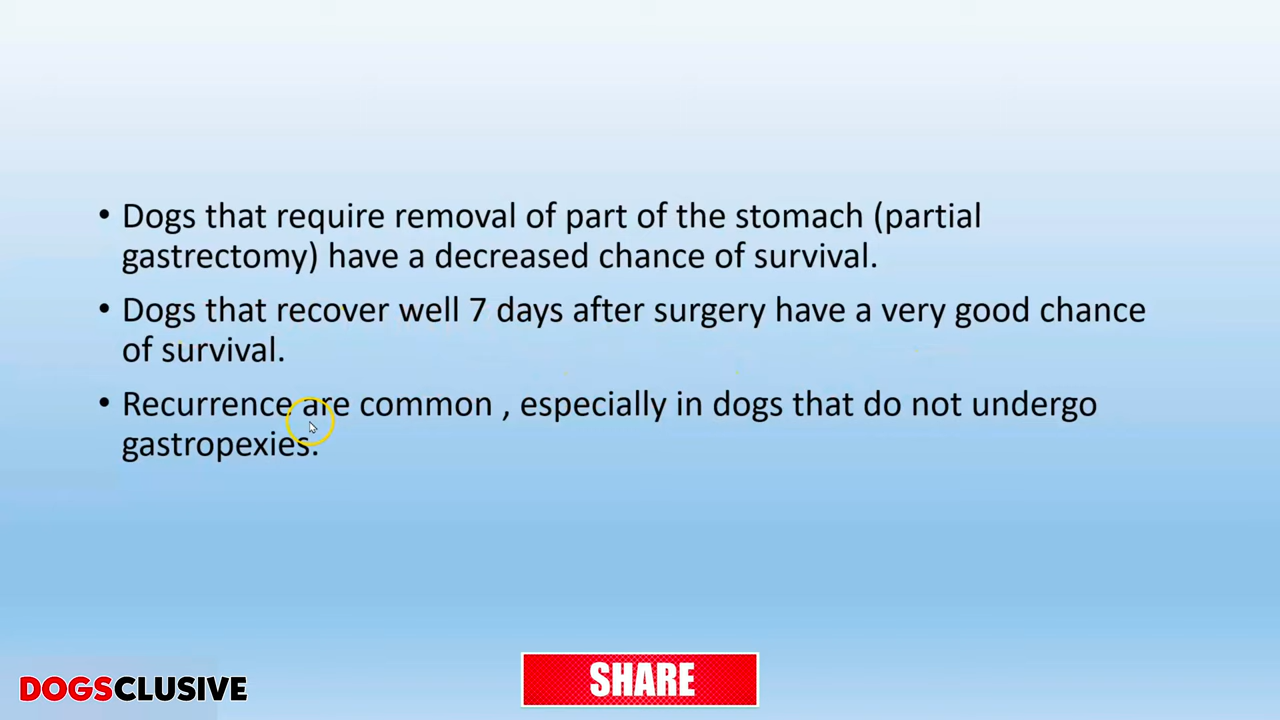 • Dogs that require removal of part of the stomach (partial
gastrectomy) have a decreased chance of survival.
• Dogs that recover well 7 days after surgery have a very good chance
of survival.
• Recurrence are common , especially in dogs that do not undergo
gastropexies.
DOGSCLUSIVE
SHARE